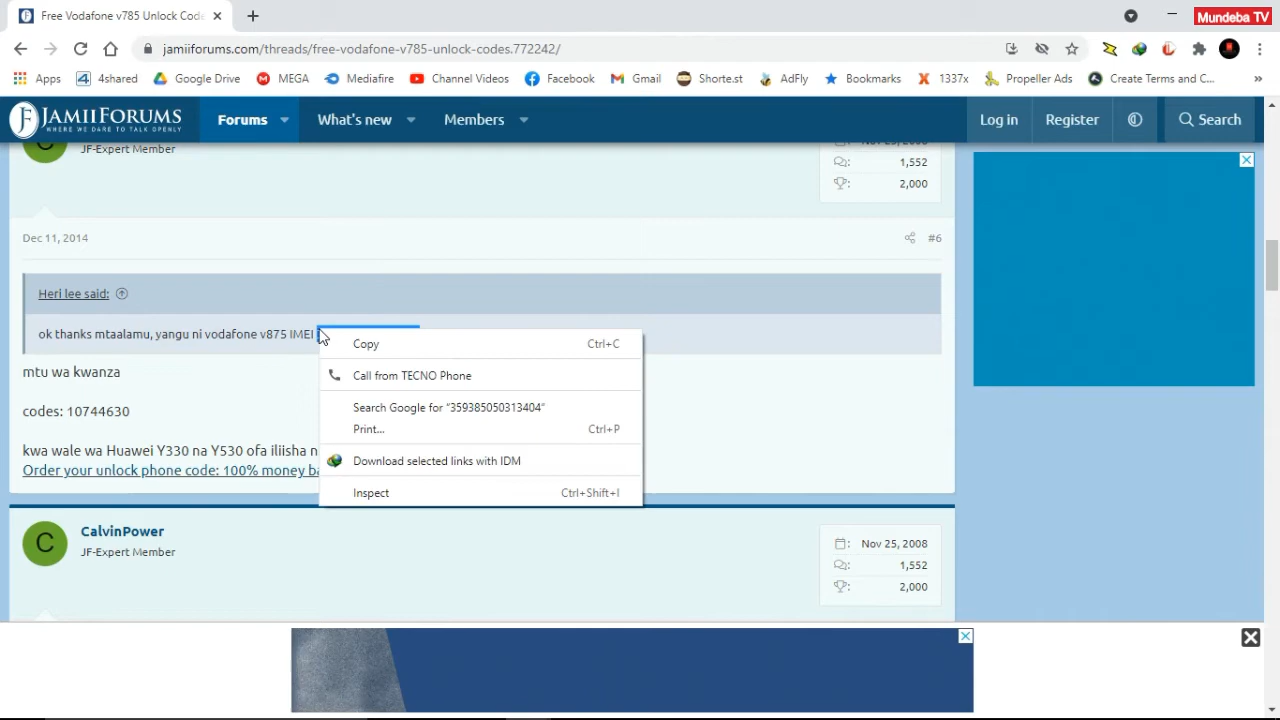 Free Vodafone v785 Unlock Code
Mundeba TV
jamiiforums.com/threads/free-vodafone-v785-unlock-codes.772242/
Apps 4shared Google Drive MEGA Mediafire Channel Videos Facebook Gmail Shorte.st AdFly Bookmarks 1337x Propeller Ads Create Terms and C... »
JAMIIFORUMS
WHERE WE DARE TO TALK OPENLY
Forums What's new Members Log in Register Search
C
JF-Expert Member
1,552
2,000
Dec 11, 2014 #6
Heri lee said:
ok thanks mtaalamu, yangu ni vodafone v875 IMEI
mtu wa kwanza
codes: 10744630
kwa wale wa Huawei Y330 na Y530 ofa iliisha n
Order your unlock phone code: 100% money ba
Copy Ctrl+C
Call from TECNO Phone
Search Google for “359385050313404”
Print... Ctrl+P
Download selected links with IDM
Inspect Ctrl+Shift+I
C
CalvinPower
JF-Expert Member
Nov 25, 2008
1,552
2,000